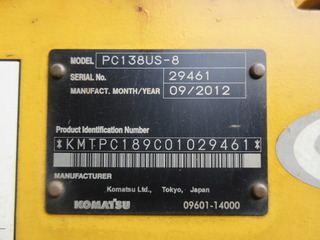 MODEL PC138US-8
SERIAL No. 29461
MANUFACT. MONTH/YEAR 09/2012
Product Identification Number
*KMTPC189C01029461*
MANUFACTURER
Komatsu Ltd., Tokyo, Japan
KOMATSU 09601-14000